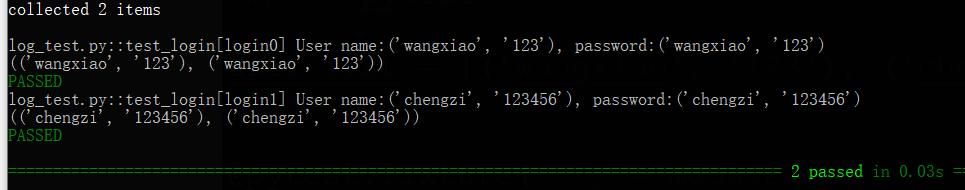 collected 2 items
log_test.py::test_login[login0] User name:('wangxiao', '123'), password:('wangxiao', '123')
(('wangxiao', '123'), ('wangxiao', '123'))
PASSED
log_test.py::test_login[login1] User name:('chengzi', '123456'), password:('chengzi', '123456')
(('chengzi', '123456'), ('chengzi', '123456'))
PASSED
====================================================================================== 2 passed in 0.03s =